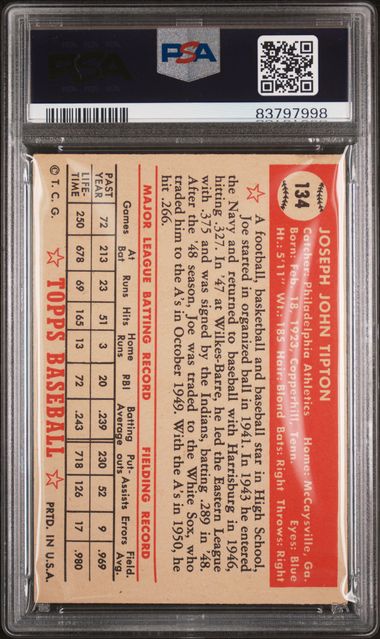 PSA
PSA
83797998
134
JOSEPH JOHN TIPTON
Catcher: Philadelphia Athletics Home: McCaysville, Ga.
Born: Feb. 18, 1923, Copperhill, Tenn. Eyes: Blue
Ht.: 5'11" Wt.: 185 Hair: Blond Bats: Right Throws: Right
A football, basketball and baseball star in High School,
Joe started in organized ball in 1941. In 1943 he entered
the Navy and returned to baseball with Harrisburg in 1946,
hitting .327. In '47 at Wilkes-Barre, he led the Eastern League
with .375 and was signed by the Indians, batting .289 in '48.
After the 48 season, Joe was traded to the White Sox, who
traded him to the A's in October 1949. With the A's in 1950, he
hit .266.
MAJOR LEAGUE BATTING RECORD FIELDING RECORD
Games At Bat Runs Hits Home Runs RBI Batting Average Put-outs Assists Errors Field. Avg.
PAST YEAR 72 213 23 51 3 20 .239 230 52 9 .969
LIFE-TIME 250 678 69 165 13 72 .243 718 126 17 .980
© T. C. G. TOPPS BASEBALL PRTD. IN U.S.A.